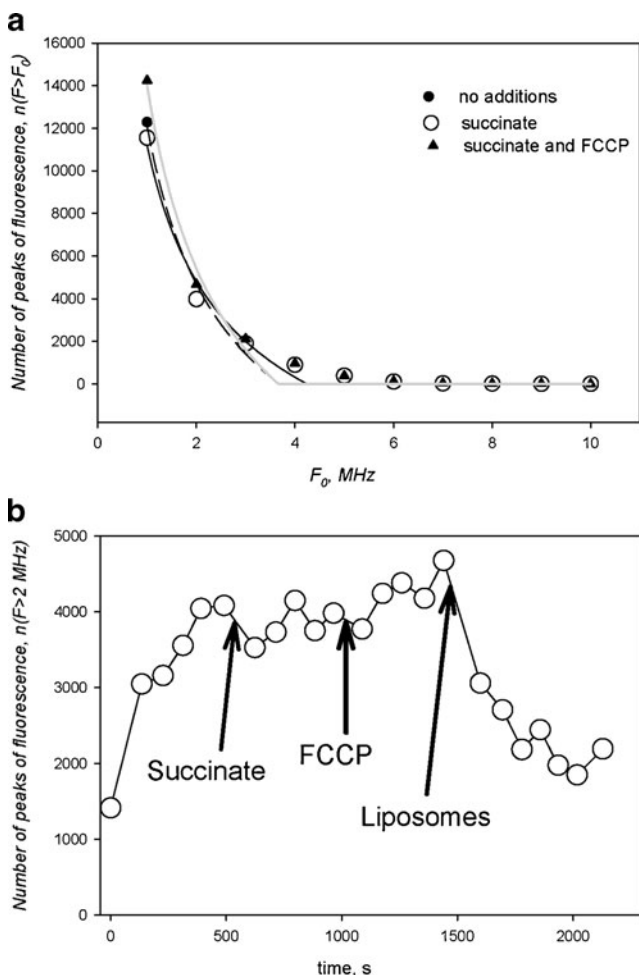 a
Number of peaks of fluorescence, n(F>F0)
16000
14000
12000
10000
8000
6000
4000
2000
0
no additions
succinate
succinate and FCCP
0 2 4 6 8 10
F0, MHz
b
Number of peaks of fluorescence, n(F>2 MHz)
5000
4000
3000
2000
1000
0
Succinate
FCCP
Liposomes
0 500 1000 1500 2000
time, s